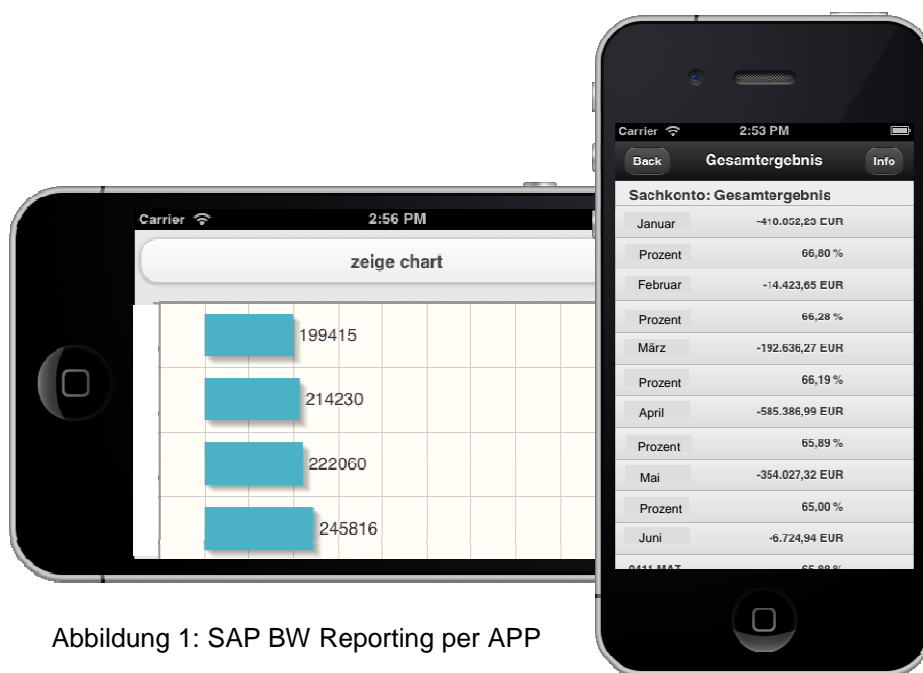 Carrier 2:56 PM
zeige chart
199415
214230
222060
245816
Carrier 2:53 PM
Back Gesamtergebnis Info
Sachkonto: Gesamtergebnis
Januar -410.052,23 EUR
Prozent 66,80 %
Februar -14.423,65 EUR
Prozent 66,28 %
März -192.636,27 EUR
Prozent 66,19 %
April -585.386,99 EUR
Prozent 65,89 %
Mai -354.027,32 EUR
Prozent 65,00 %
Juni -6.724,94 EUR
Abbildung 1: SAP BW Reporting per APP